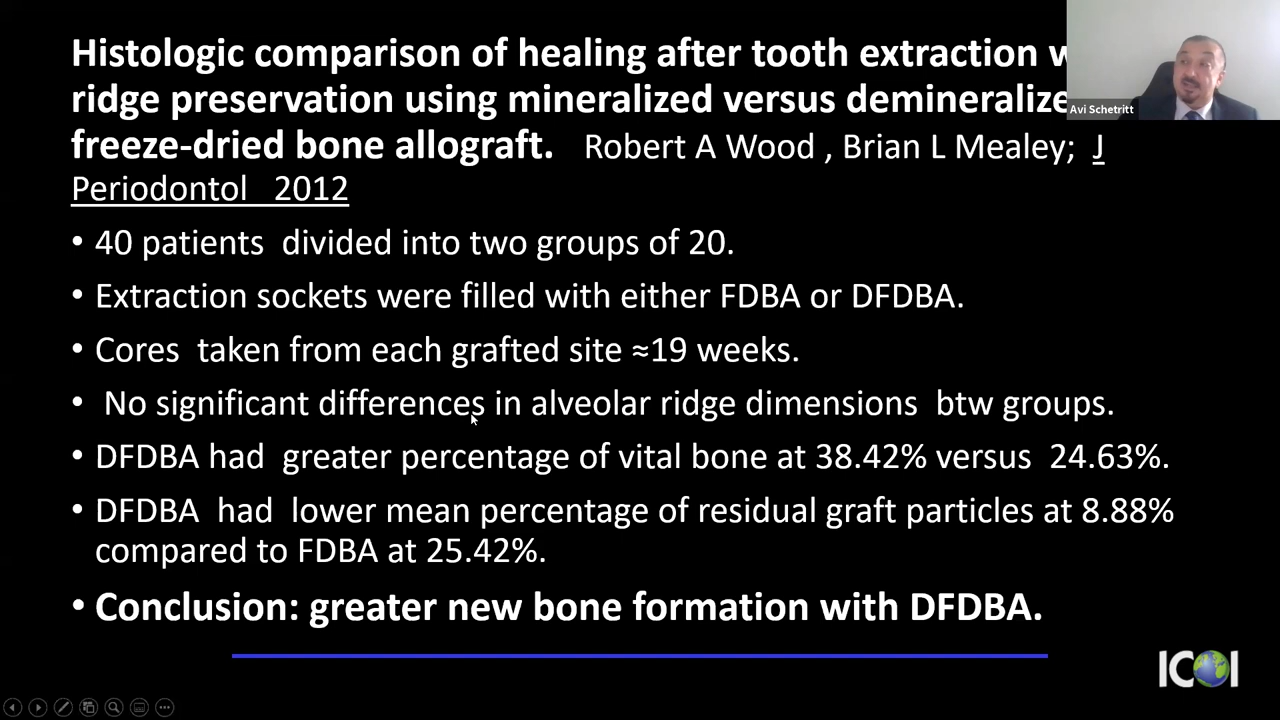 Histologic comparison of healing after tooth extraction
ridge preservation using mineralized versus
freeze-dried bone allograft. Robert A Wood , Brian L Mealey; J
Periodontol 2012
• 40 patients divided into two groups of 20.
• Extraction sockets were filled with either FDBA or DFDBA.
• Cores taken from each grafted site ≈19 weeks.
• No significant differences in alveolar ridge dimensions btw groups.
• DFDBA had greater percentage of vital bone at 38.42% versus 24.63%.
• DFDBA had lower mean percentage of residual graft particles at 8.88%
compared to FDBA at 25.42%.
• Conclusion: greater new bone formation with DFDBA.
Avi Schetritt
ICOI